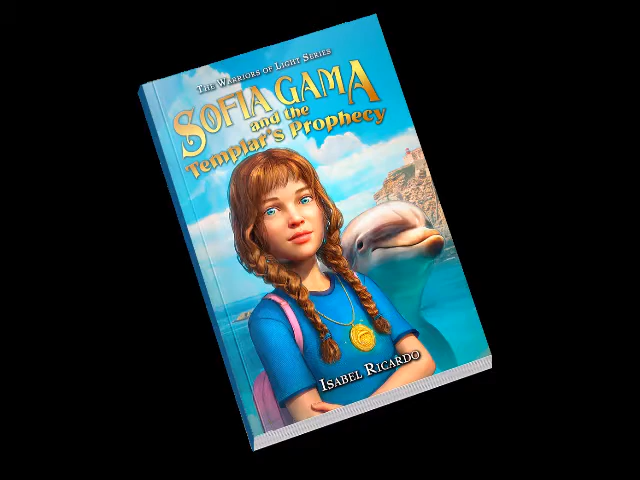 The Warriors of Light Series
Sofia Gama
and the
Templar's Prophecy
Isabel Ricardo